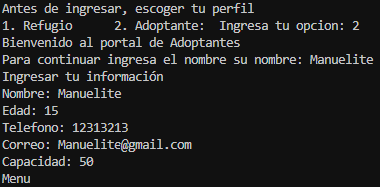 Antes de ingresar, escoger tu perfil
1. Refugio      2. Adoptante:  Ingresa tu opcion: 2
Bienvenido al portal de Adoptantes
Para continuar ingresa el nombre su nombre: Manuelite
Ingresar tu información
Nombre: Manuelite
Edad: 15
Telefono: 12313213
Correo: Manuelite@gmail.com
Capacidad: 50
Menu